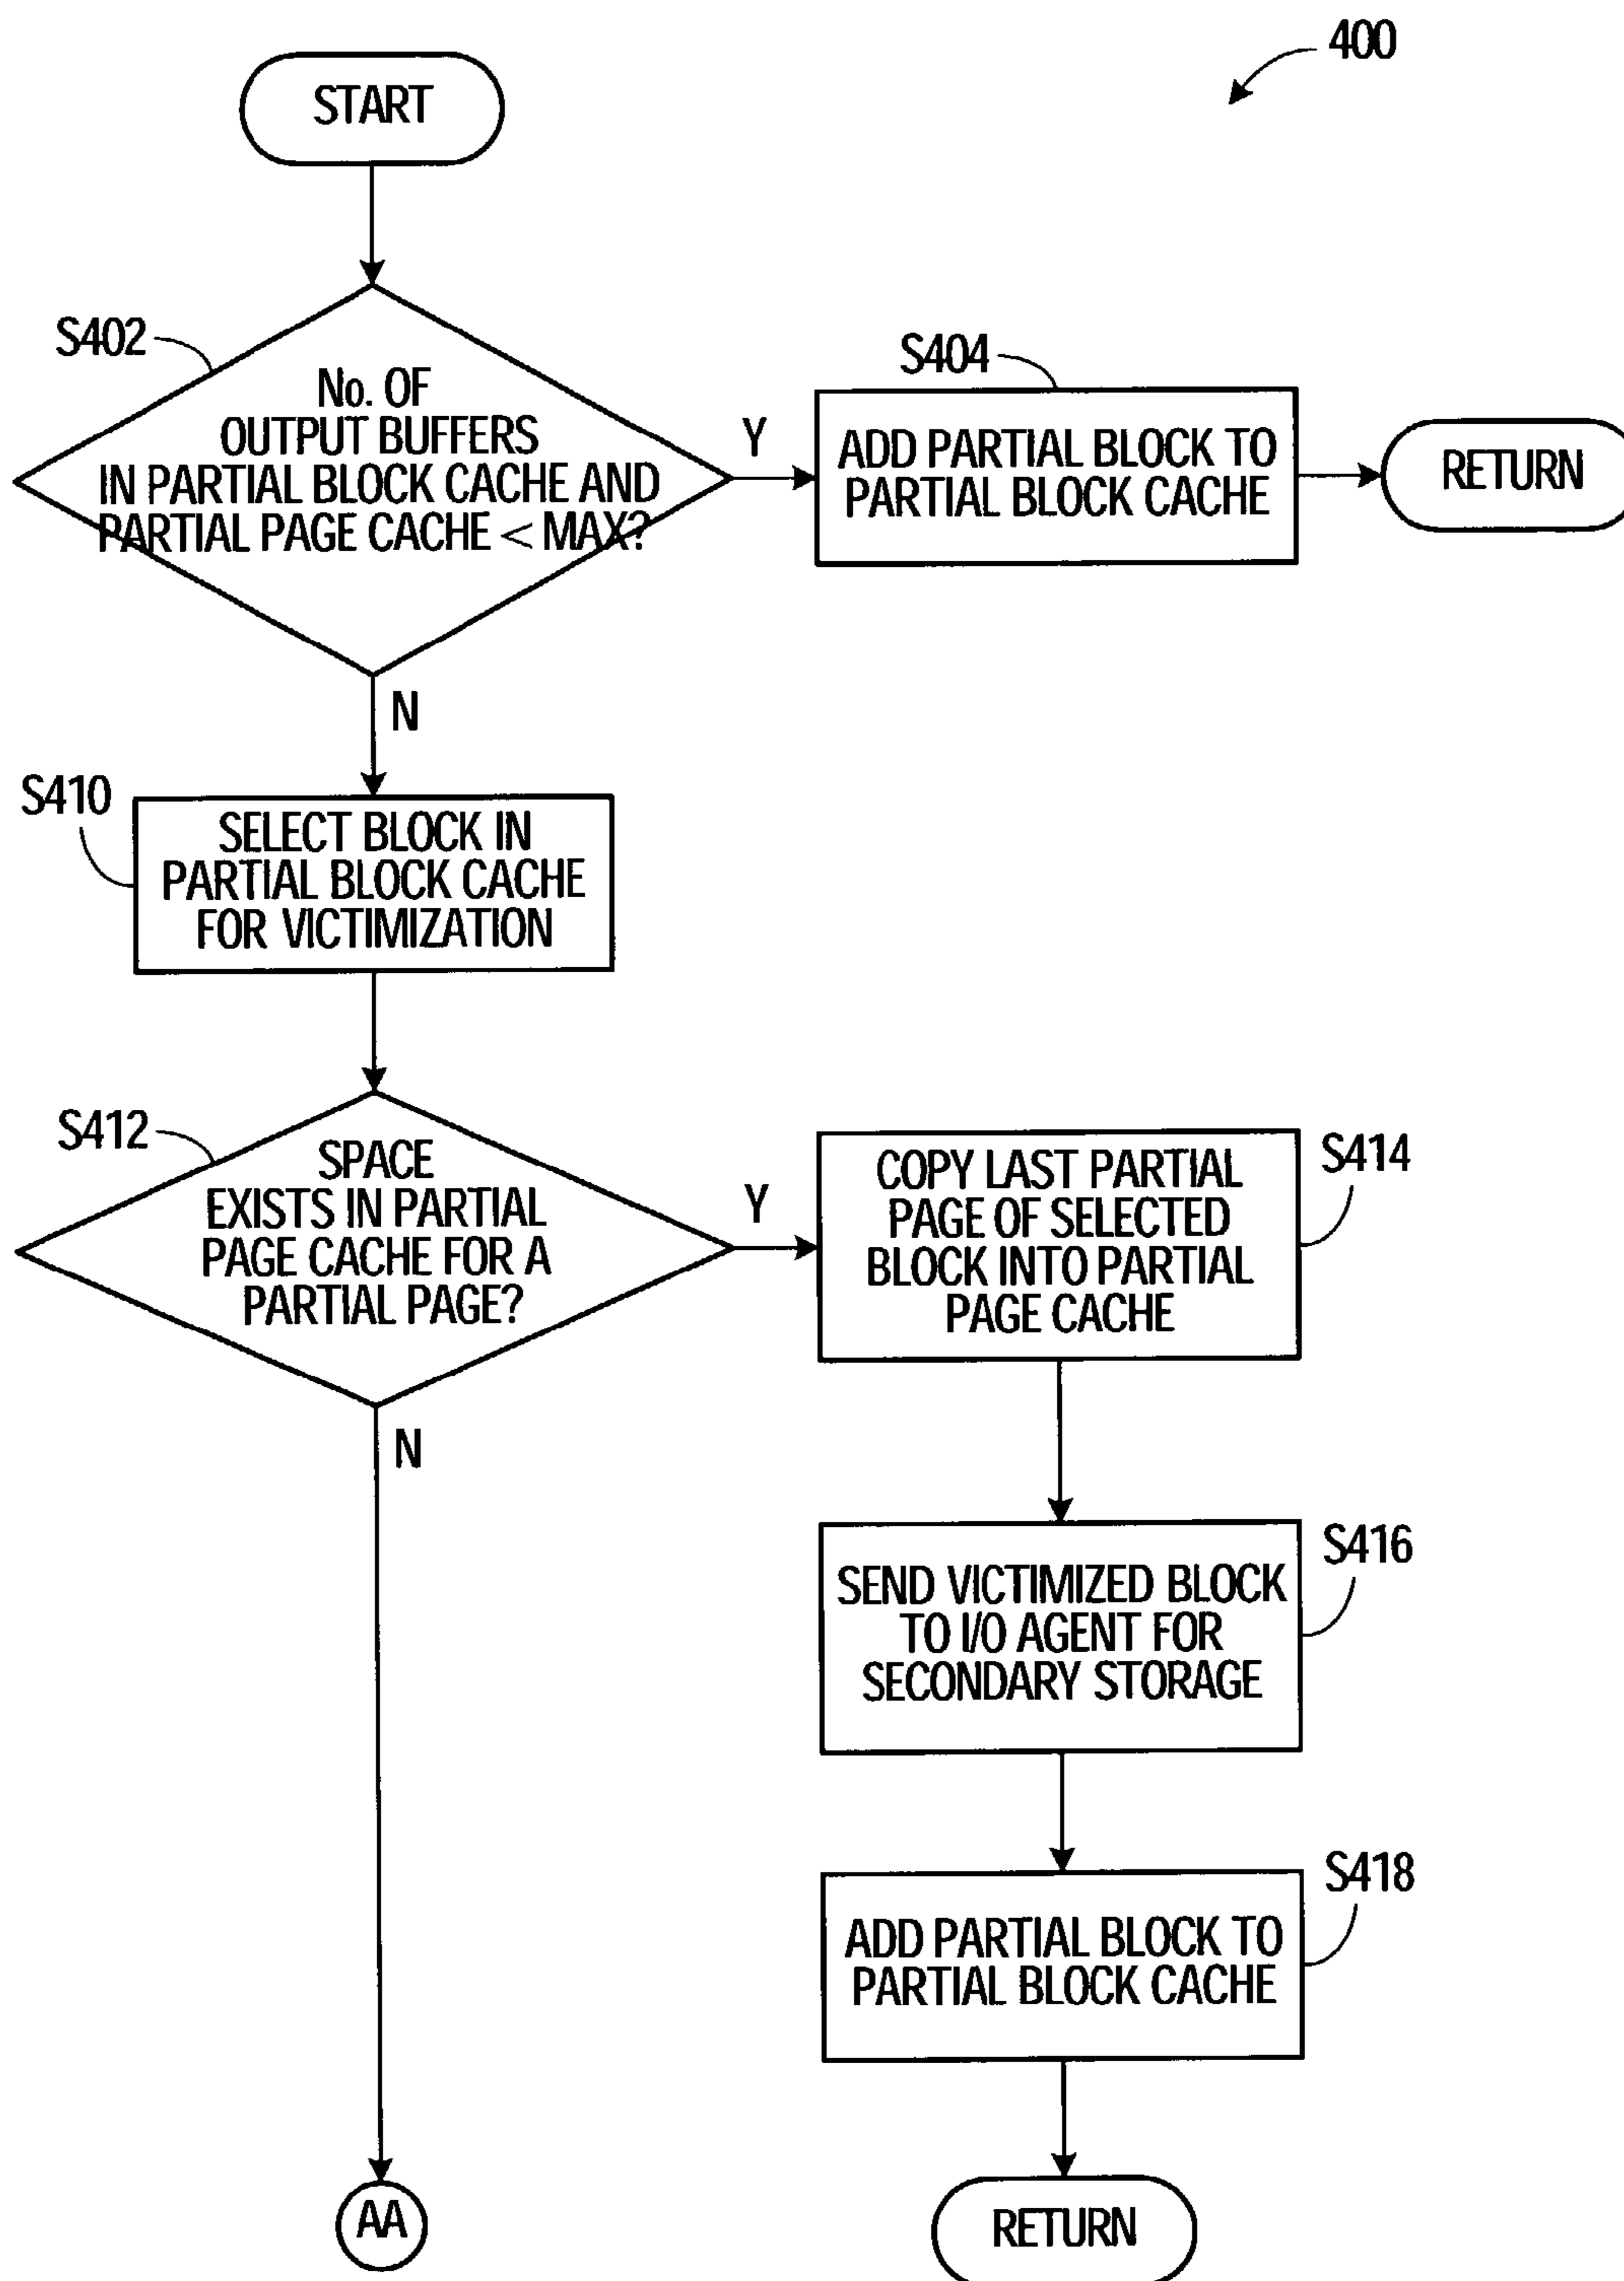 400
START
S402
No. OF
OUTPUT BUFFERS
IN PARTIAL BLOCK CACHE AND
PARTIAL PAGE CACHE < MAX?
Y
S404
ADD PARTIAL BLOCK TO
PARTIAL BLOCK CACHE
RETURN
N
S410
SELECT BLOCK IN
PARTIAL BLOCK CACHE
FOR VICTIMIZATION
S412
SPACE
EXISTS IN PARTIAL
PAGE CACHE FOR A
PARTIAL PAGE?
Y
S414
COPY LAST PARTIAL
PAGE OF SELECTED
BLOCK INTO PARTIAL
PAGE CACHE
N
S416
SEND VICTIMIZED BLOCK
TO I/O AGENT FOR
SECONDARY STORAGE
S418
ADD PARTIAL BLOCK TO
PARTIAL BLOCK CACHE
AA
RETURN